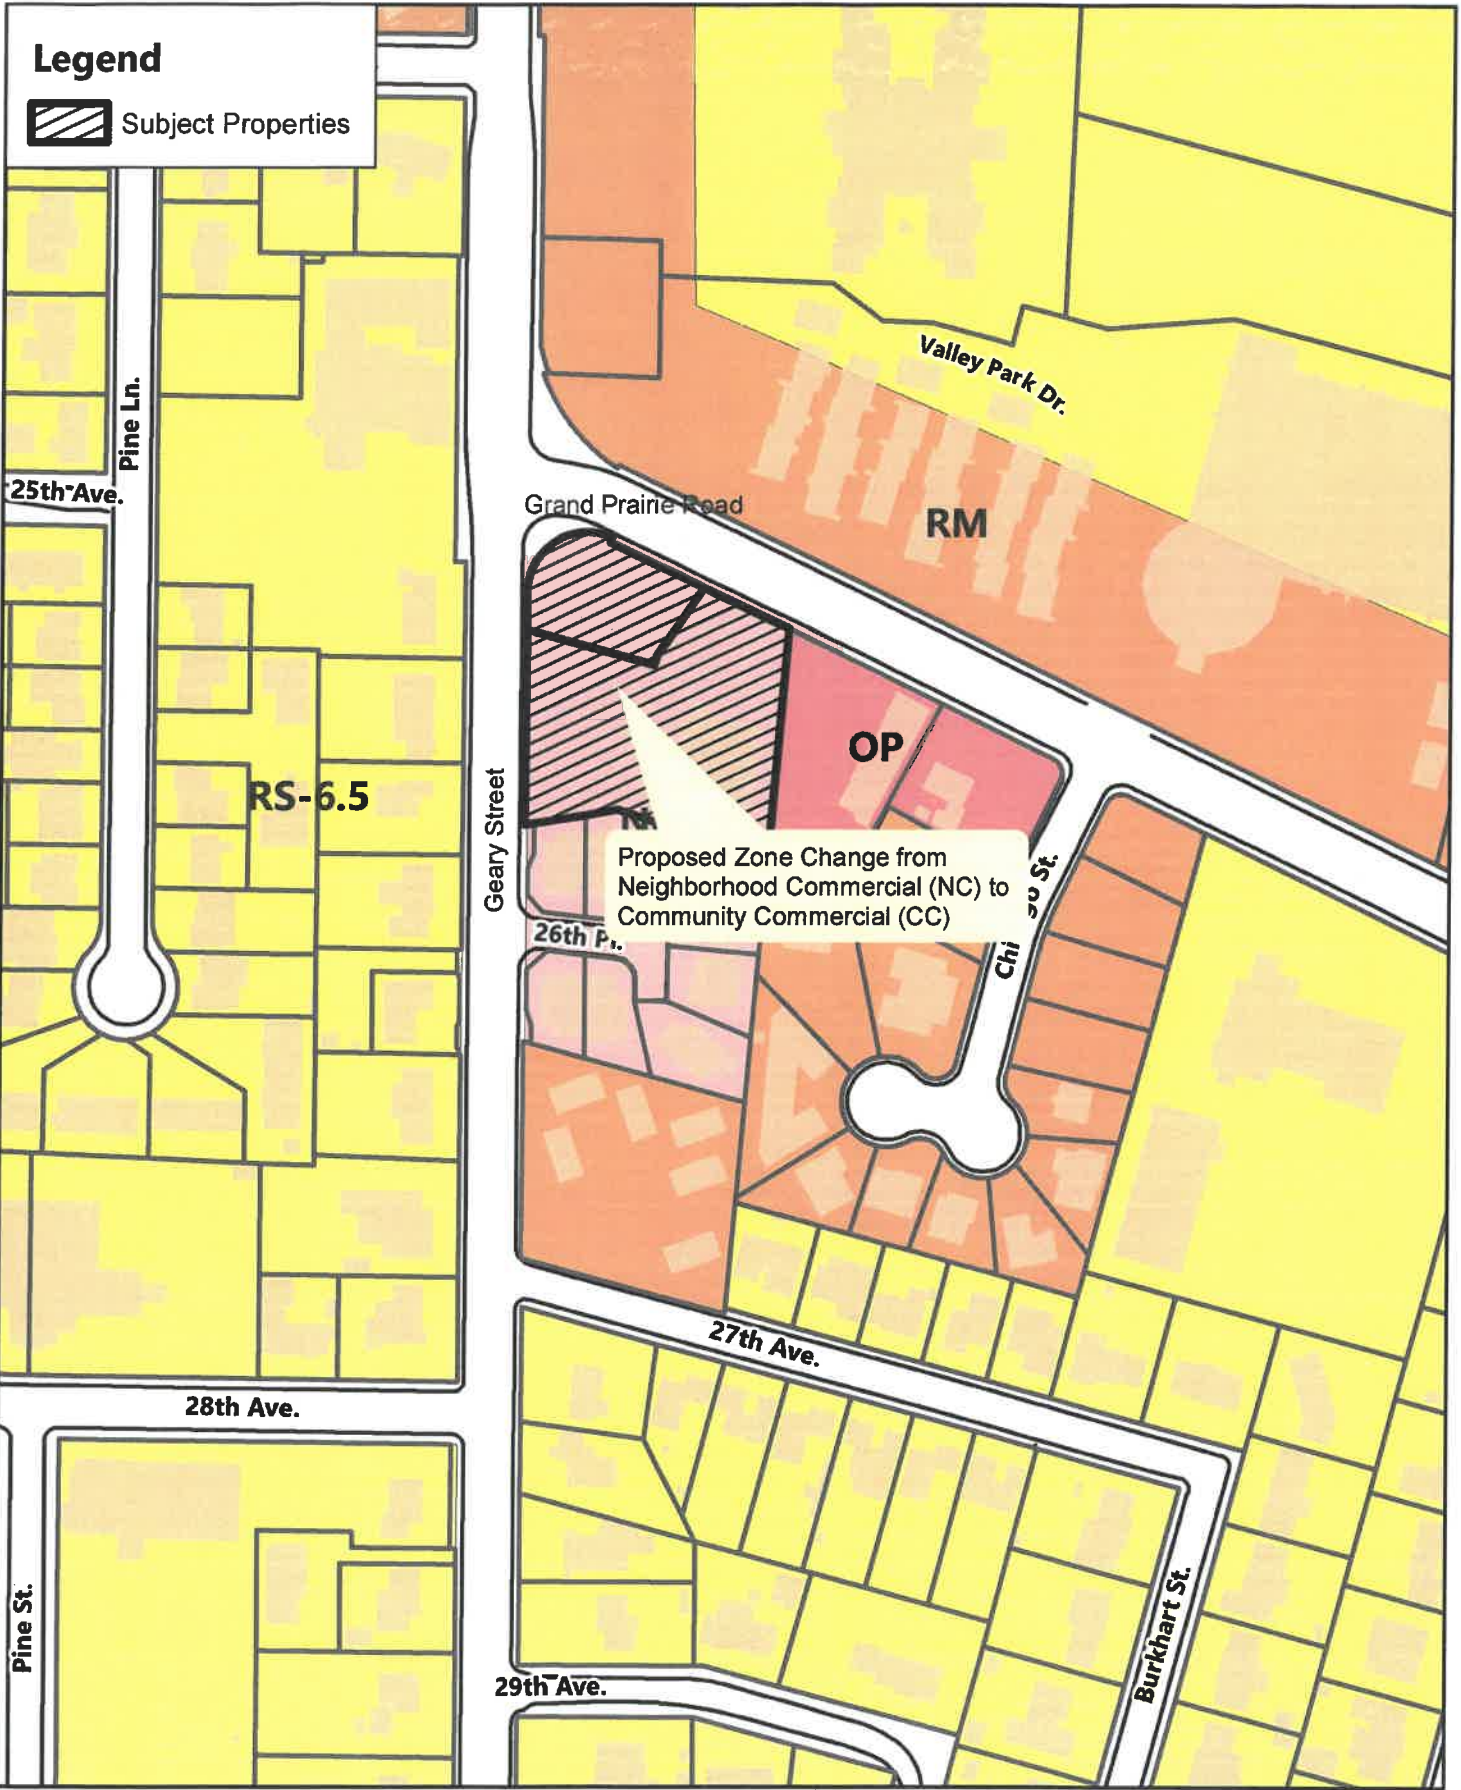 Legend
Subject Properties
Pine Ln.
Valley Park Dr.
25th Ave.
Grand Prairie Road
RM
OP
RS-6.5
Geary Street
Proposed Zone Change from
Neighborhood Commercial (NC) to
Community Commercial (CC)
26th Pl.
27th Ave.
28th Ave.
Pine St.
Burkhart St.
29th Ave.